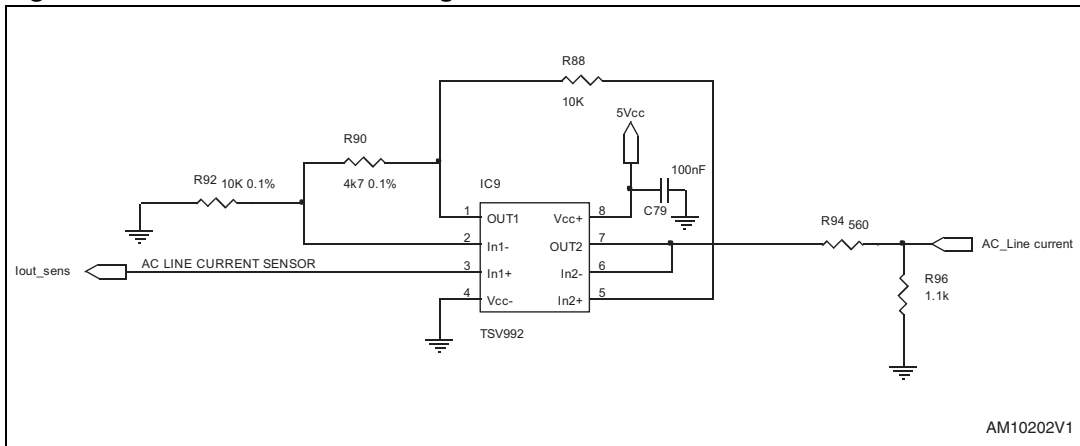 R88
10K
5Vcc
R90
100nF
R92 10K 0.1%
4k7 0.1%
IC9
C79
1 OUT1 Vcc+ 8
R94 560
2 In1- OUT2 7
AC_Line current
Iout_sens
AC LINE CURRENT SENSOR
3 In1+ In2- 6
R96
1.1k
4 Vcc- In2+ 5
TSV992
AM10202V1